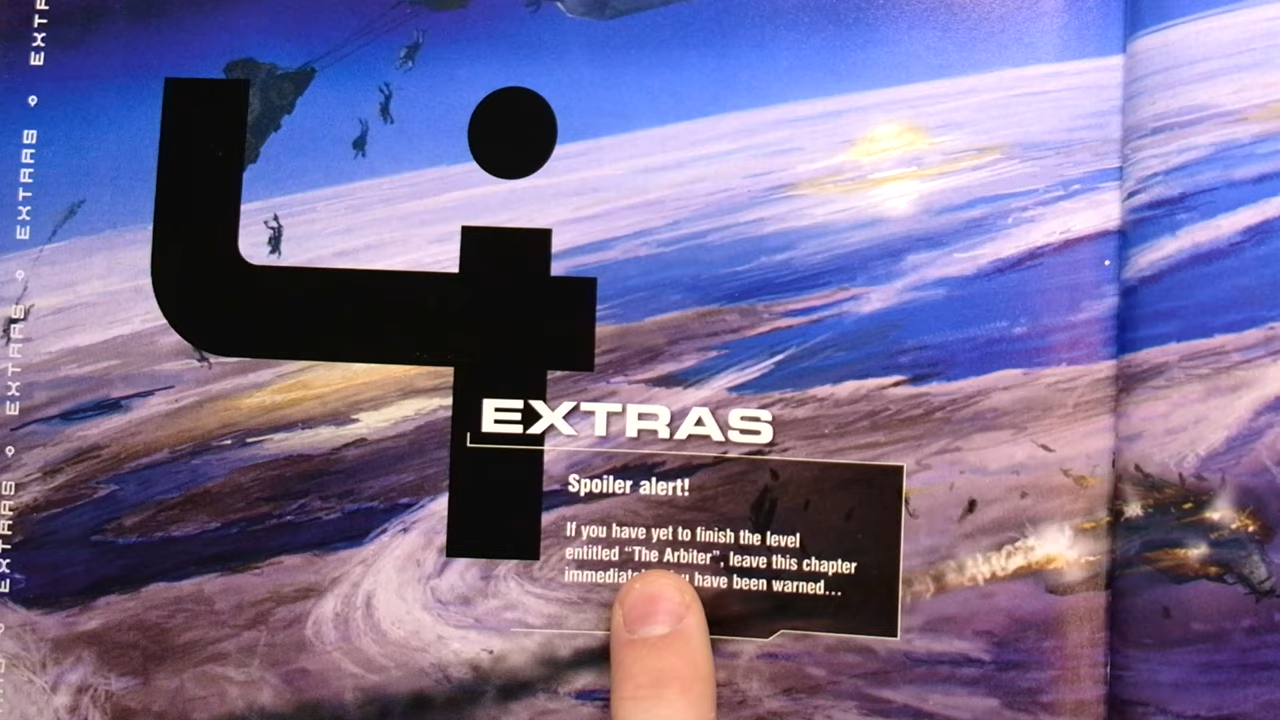 EXTRAS
EXTRAS
EXTRAS
EXTRAS
4
EXTRAS
Spoiler alert!
If you have yet to finish the level
entitled “The Arbiter”, leave this chapter
have been warned...